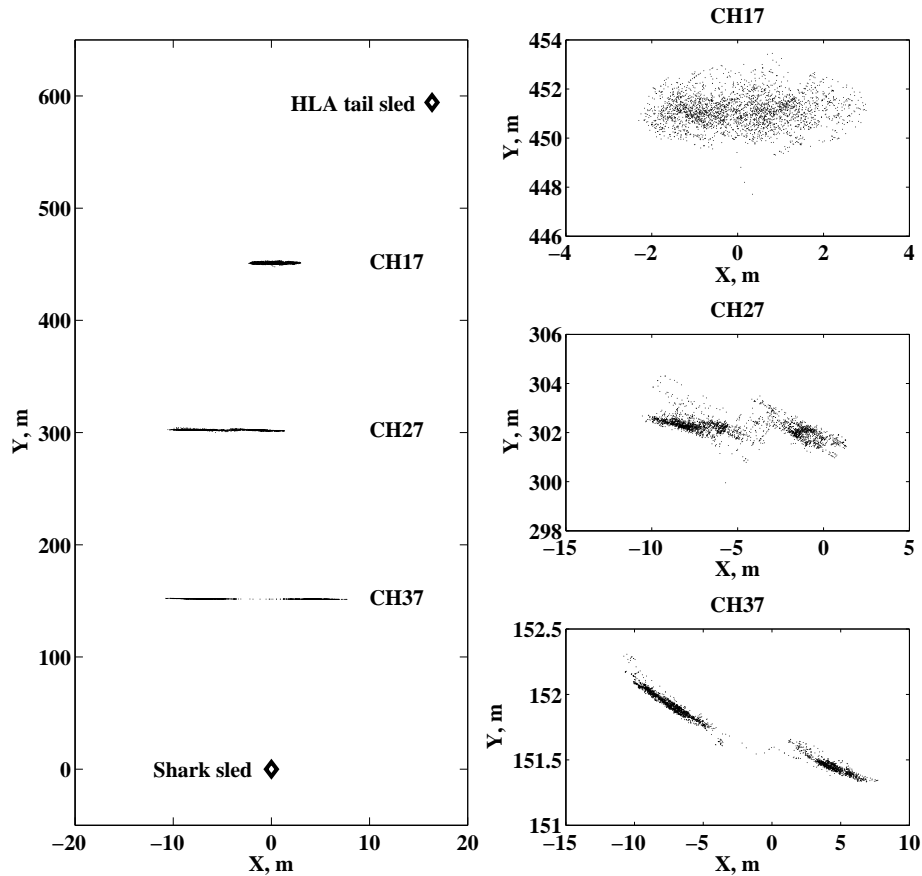 600
500
400
300
200
100
0
−20
−10
0
10
20
X, m
Y, m
HLA tail sled
CH17
CH27
CH37
Shark sled
CH17
454
452
450
448
446
−4
−2
0
2
4
X, m
Y, m
CH27
306
304
302
300
298
−15
−10
−5
0
5
X, m
Y, m
CH37
152.5
152
151.5
151
−15
−10
−5
0
5
10
X, m
Y, m